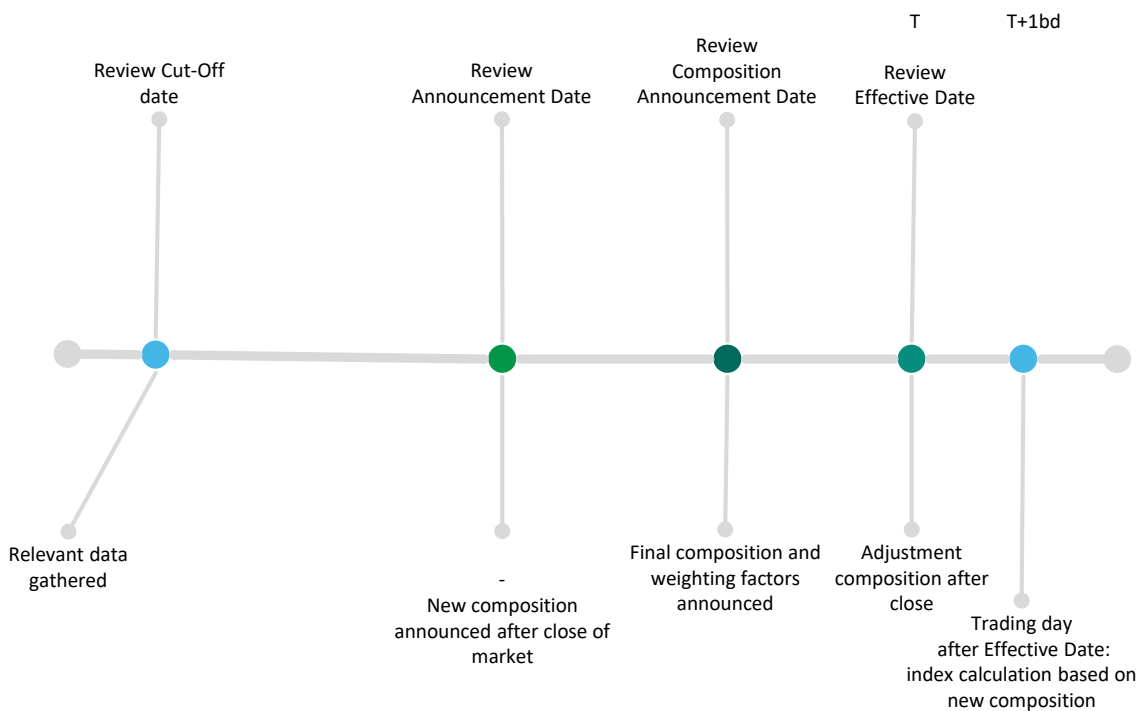 T
T+1bd
Review Cut-Off
date
Review
Announcement Date
Review
Composition
Announcement Date
Review
Effective Date
Relevant data
gathered
-
New composition
announced after close of
market
Final composition and
weighting factors
announced
Adjustment
composition after
close
Trading day
after Effective Date:
index calculation based on
new composition